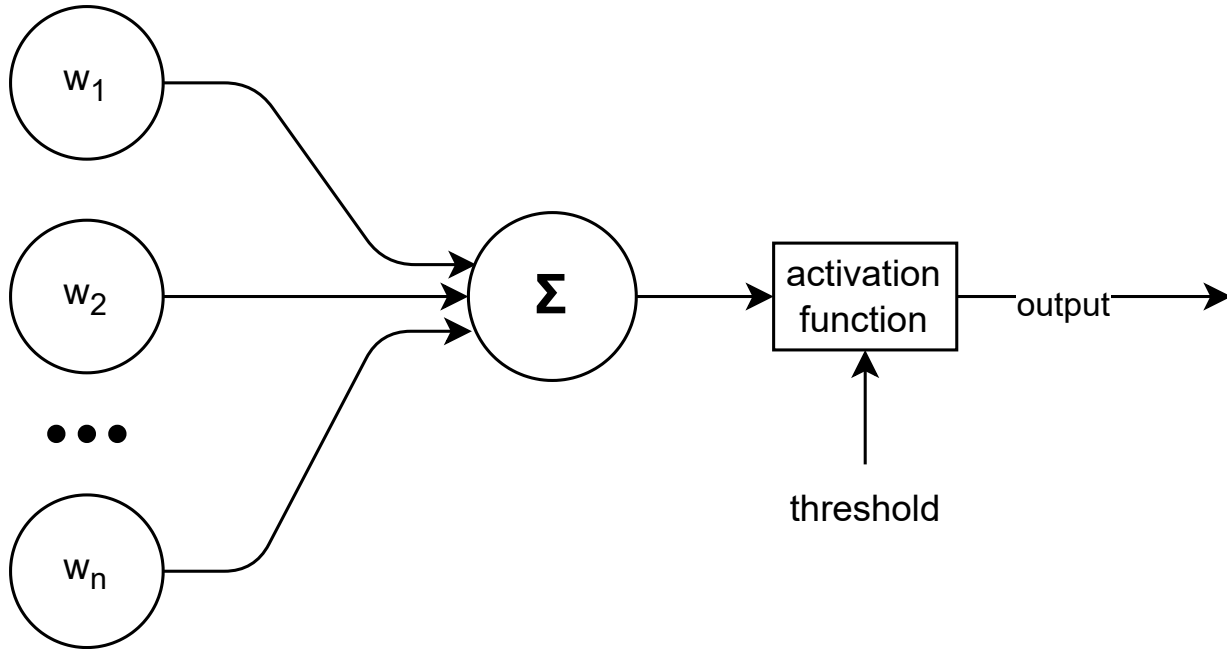 w₁
w₂
•••
wₙ
Σ
activation
function
output
threshold